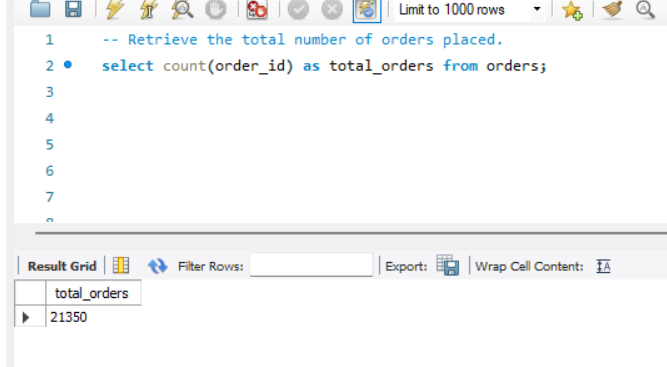 Limit to 1000 rows
1 -- Retrieve the total number of orders placed.
2 select count(order_id) as total_orders from orders;
3
4
5
6
7
Result Grid Filter Rows: Export: Wrap Cell Content:
total_orders
21350